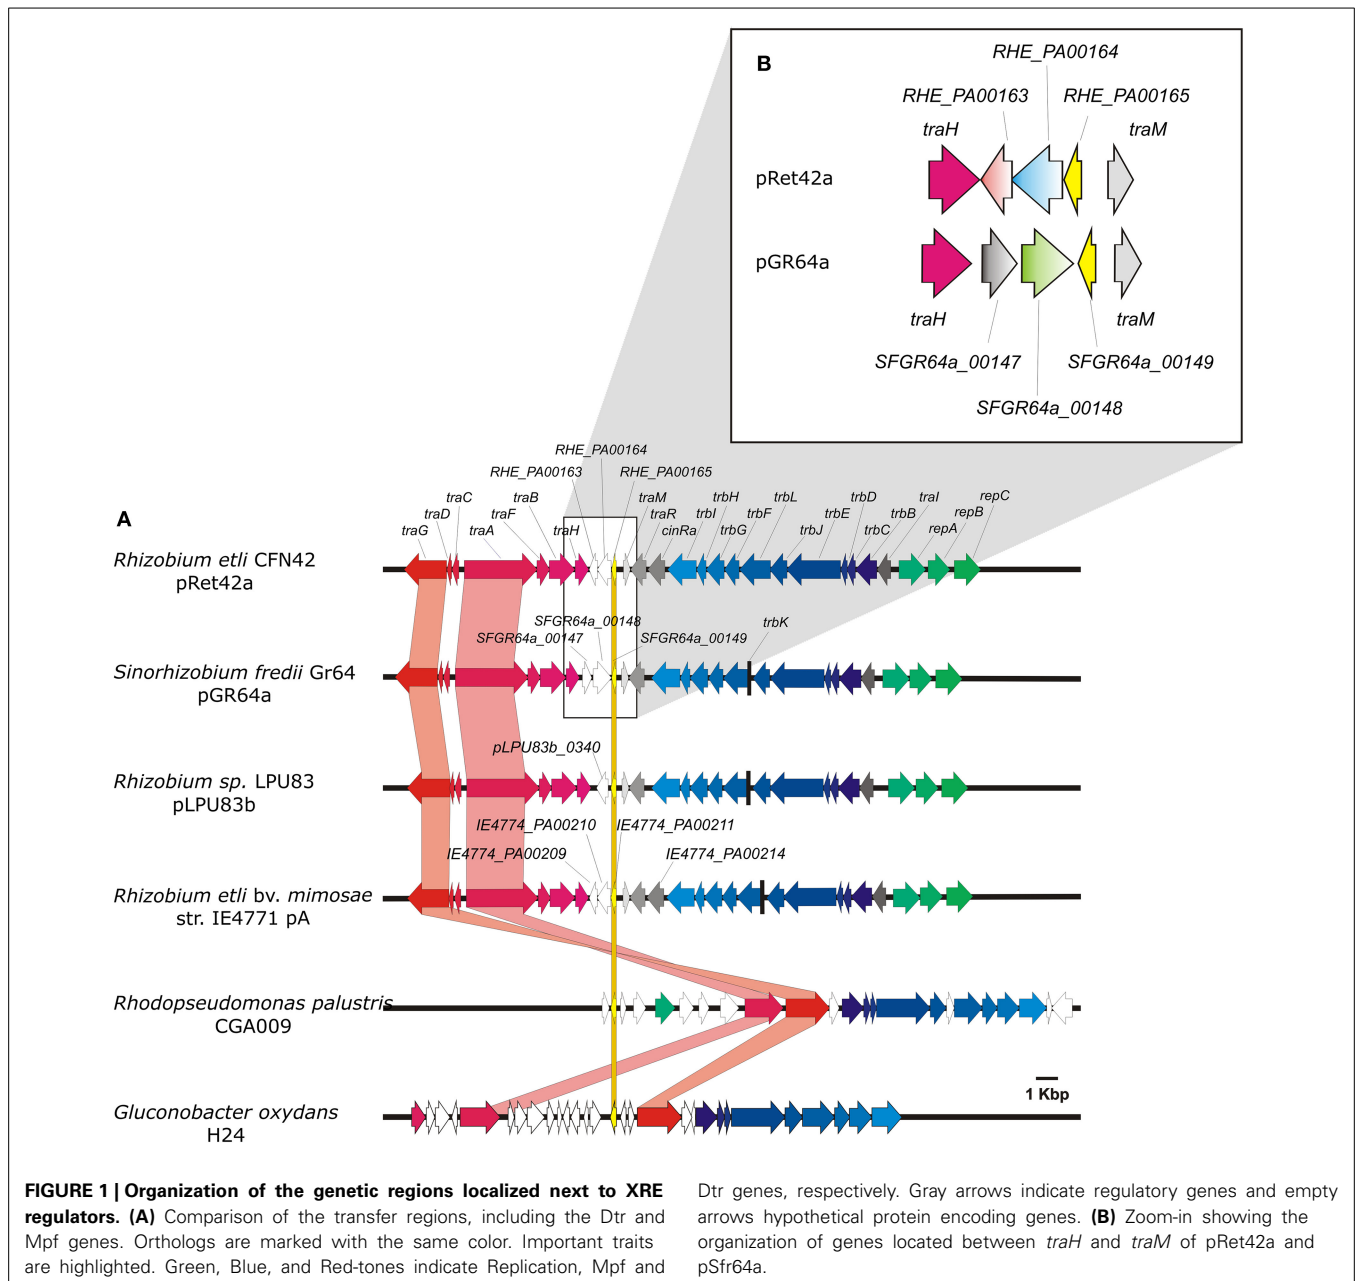 B
RHE_PA00164
RHE_PA00163
RHE_PA00165
traH
traM
pRet42a
pGR64a
traH
traM
SFGR64a_00147
SFGR64a_00149
SFGR64a_00148
A
RHE_PA00164
RHE_PA00163
RHE_PA00165
traC
traB
traM
trbH
trbL
trbD
traI
repC
traD
traF
traR
trbI
trbF
trbE
trbB
repB
traG
traA
traH
cinRa
trbG
trbJ
trbC
repA
Rhizobium etli CFN42
pRet42a
SFGR64a_00148
trbK
SFGR64a_00147
SFGR64a_00149
Sinorhizobium fredii Gr64
pGR64a
pLPU83b_0340
Rhizobium sp. LPU83
pLPU83b
IE4774_PA00210
IE4774_PA00211
IE4774_PA00209
IE4774_PA00214
Rhizobium etli bv. mimosae
str. IE4771 pA
Rhodopseudomonas palustris
CGA009
1 Kbp
Gluconobacter oxydans
H24
FIGURE 1 | Organization of the genetic regions localized next to XRE
regulators. (A) Comparison of the transfer regions, including the Dtr and
Mpf genes. Orthologs are marked with the same color. Important traits
are highlighted. Green, Blue, and Red-tones indicate Replication, Mpf and
Dtr genes, respectively. Gray arrows indicate regulatory genes and empty
arrows hypothetical protein encoding genes. (B) Zoom-in showing the
organization of genes located between traH and traM of pRet42a and
pSfr64a.